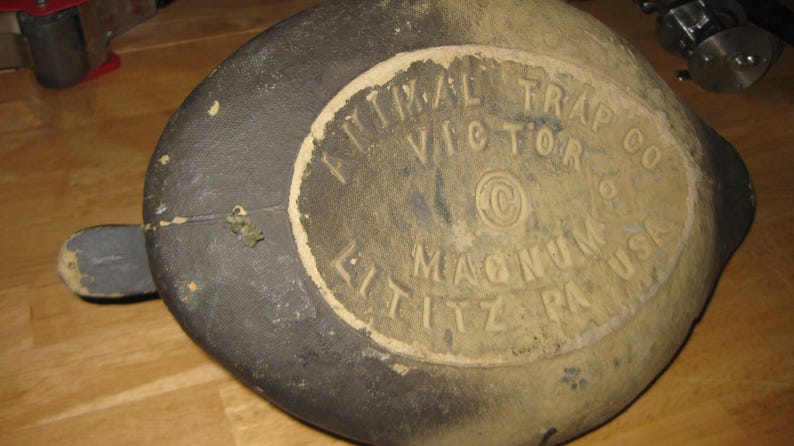 ANIMAL TRAP CO
VICTOR
©
MAGNUM
LITITZ PA USA